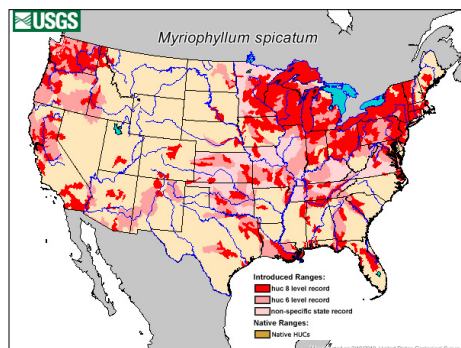 USGS
Myriophyllum spicatum
Introduced Ranges:
huc 8 level record
huc 6 level record
non-specific state record
Native Ranges:
Native HUCs